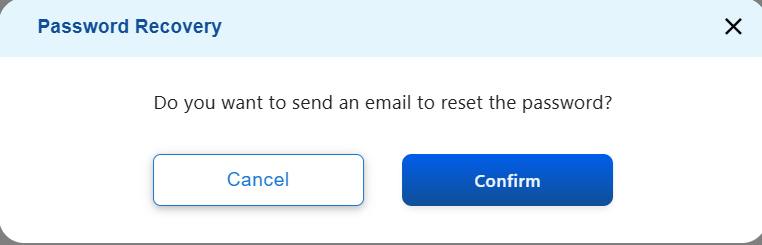 Password Recovery
Do you want to send an email to reset the password?
Cancel
Confirm